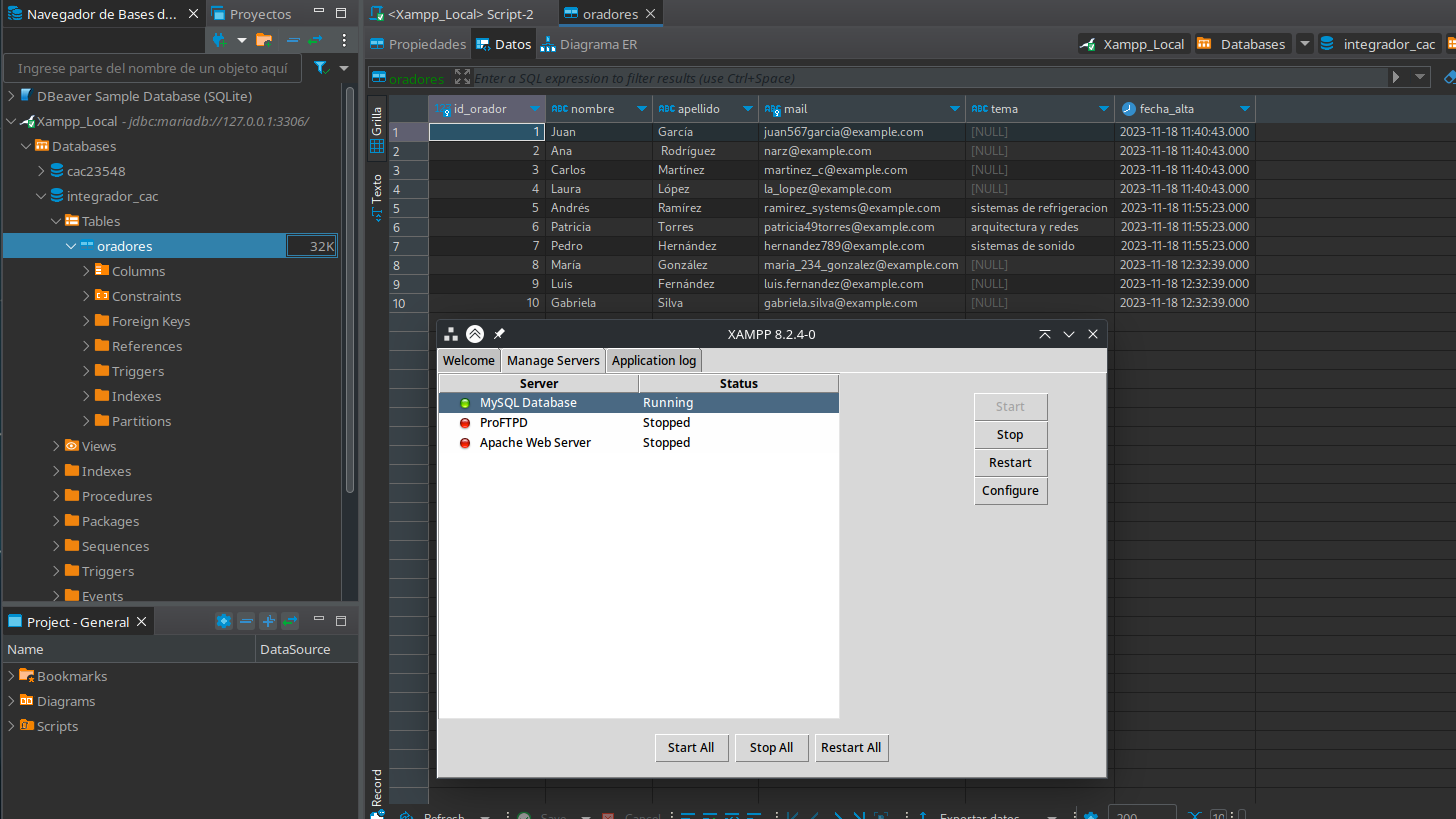 Navegador de Bases d... Proyectos
Ingrese parte del nombre de un objeto aquí
DBeaver Sample Database (SQLite)
Xampp_Local - jdbc:mariadb://127.0.0.1:3306/
Databases
cac23548
integrador_cac
Tables
oradores 32K
Columns
Constraints
Foreign Keys
References
Triggers
Indexes
Partitions
Views
Indexes
Procedures
Packages
Sequences
Triggers
Events
Project - General
Name DataSource
Bookmarks
Diagrams
Scripts
<Xampp_Local> Script-2 oradores
Propiedades Datos Diagrama ER Xampp_Local Databases integrador_cac
oradores Enter a SQL expression to filter results (use Ctrl+Space)
Grilla
Texto
Record
id_orador ABC nombre ABC apellido ABC mail ABC tema fecha_alta
1 1 Juan García juan567garcia@example.com [NULL] 2023-11-18 11:40:43.000
2 2 Ana Rodríguez narz@example.com [NULL] 2023-11-18 11:40:43.000
3 3 Carlos Martínez martinez_c@example.com [NULL] 2023-11-18 11:40:43.000
4 4 Laura López la_lopez@example.com [NULL] 2023-11-18 11:40:43.000
5 5 Andrés Ramírez ramirez_systems@example.com sistemas de refrigeracion 2023-11-18 11:55:23.000
6 6 Patricia Torres patricia49torres@example.com arquitectura y redes 2023-11-18 11:55:23.000
7 7 Pedro Hernández hernandez789@example.com sistemas de sonido 2023-11-18 11:55:23.000
8 8 María González maria_234_gonzalez@example.com [NULL] 2023-11-18 12:32:39.000
9 9 Luis Fernández luis.fernandez@example.com [NULL] 2023-11-18 12:32:39.000
10 10 Gabriela Silva gabriela.silva@example.com [NULL] 2023-11-18 12:32:39.000
XAMPP 8.2.4-0
Welcome Manage Servers Application log
Server Status
MySQL Database Running
ProFTPD Stopped
Apache Web Server Stopped
Start
Stop
Restart
Configure
Start All Stop All Restart All
Refresh Save Cancel Exportar datos 200 10